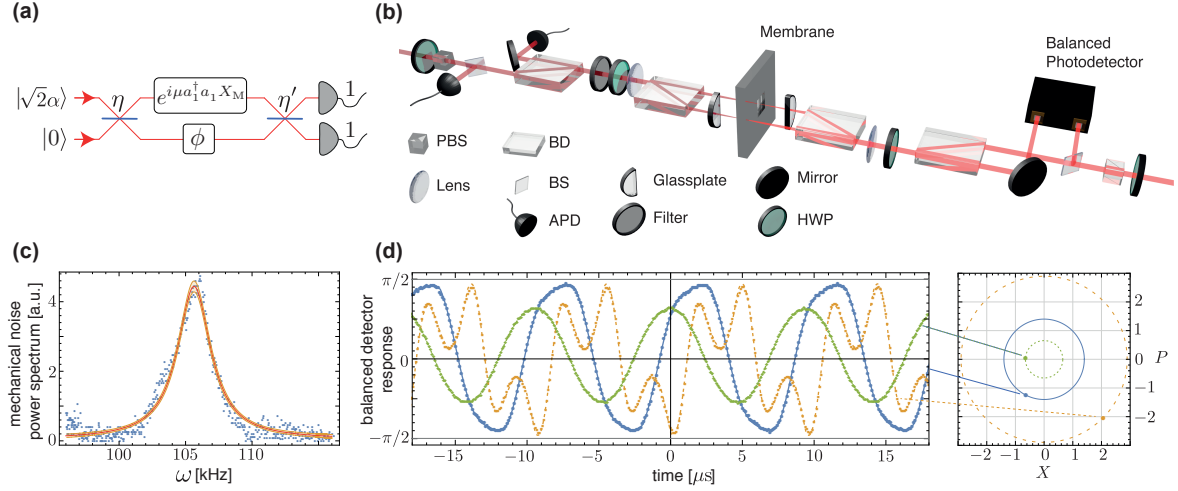 (a)
|√2α⟩
η
e^{iμa₁†a₁X_M}
η′
1
|0⟩
ϕ
1
(b)
Membrane
Balanced
Photodetector
PBS
BD
Lens
BS
Glassplate
Mirror
APD
Filter
HWP
(c)
mechanical noise
power spectrum [a.u.]
4
2
0
100
110
ω [kHz]
(d)
balanced detector
response
π/2
0
−π/2
−15
−10
−5
0
5
10
15
time [μs]
2
1
0
P
−1
−2
−2
−1
0
1
2
X